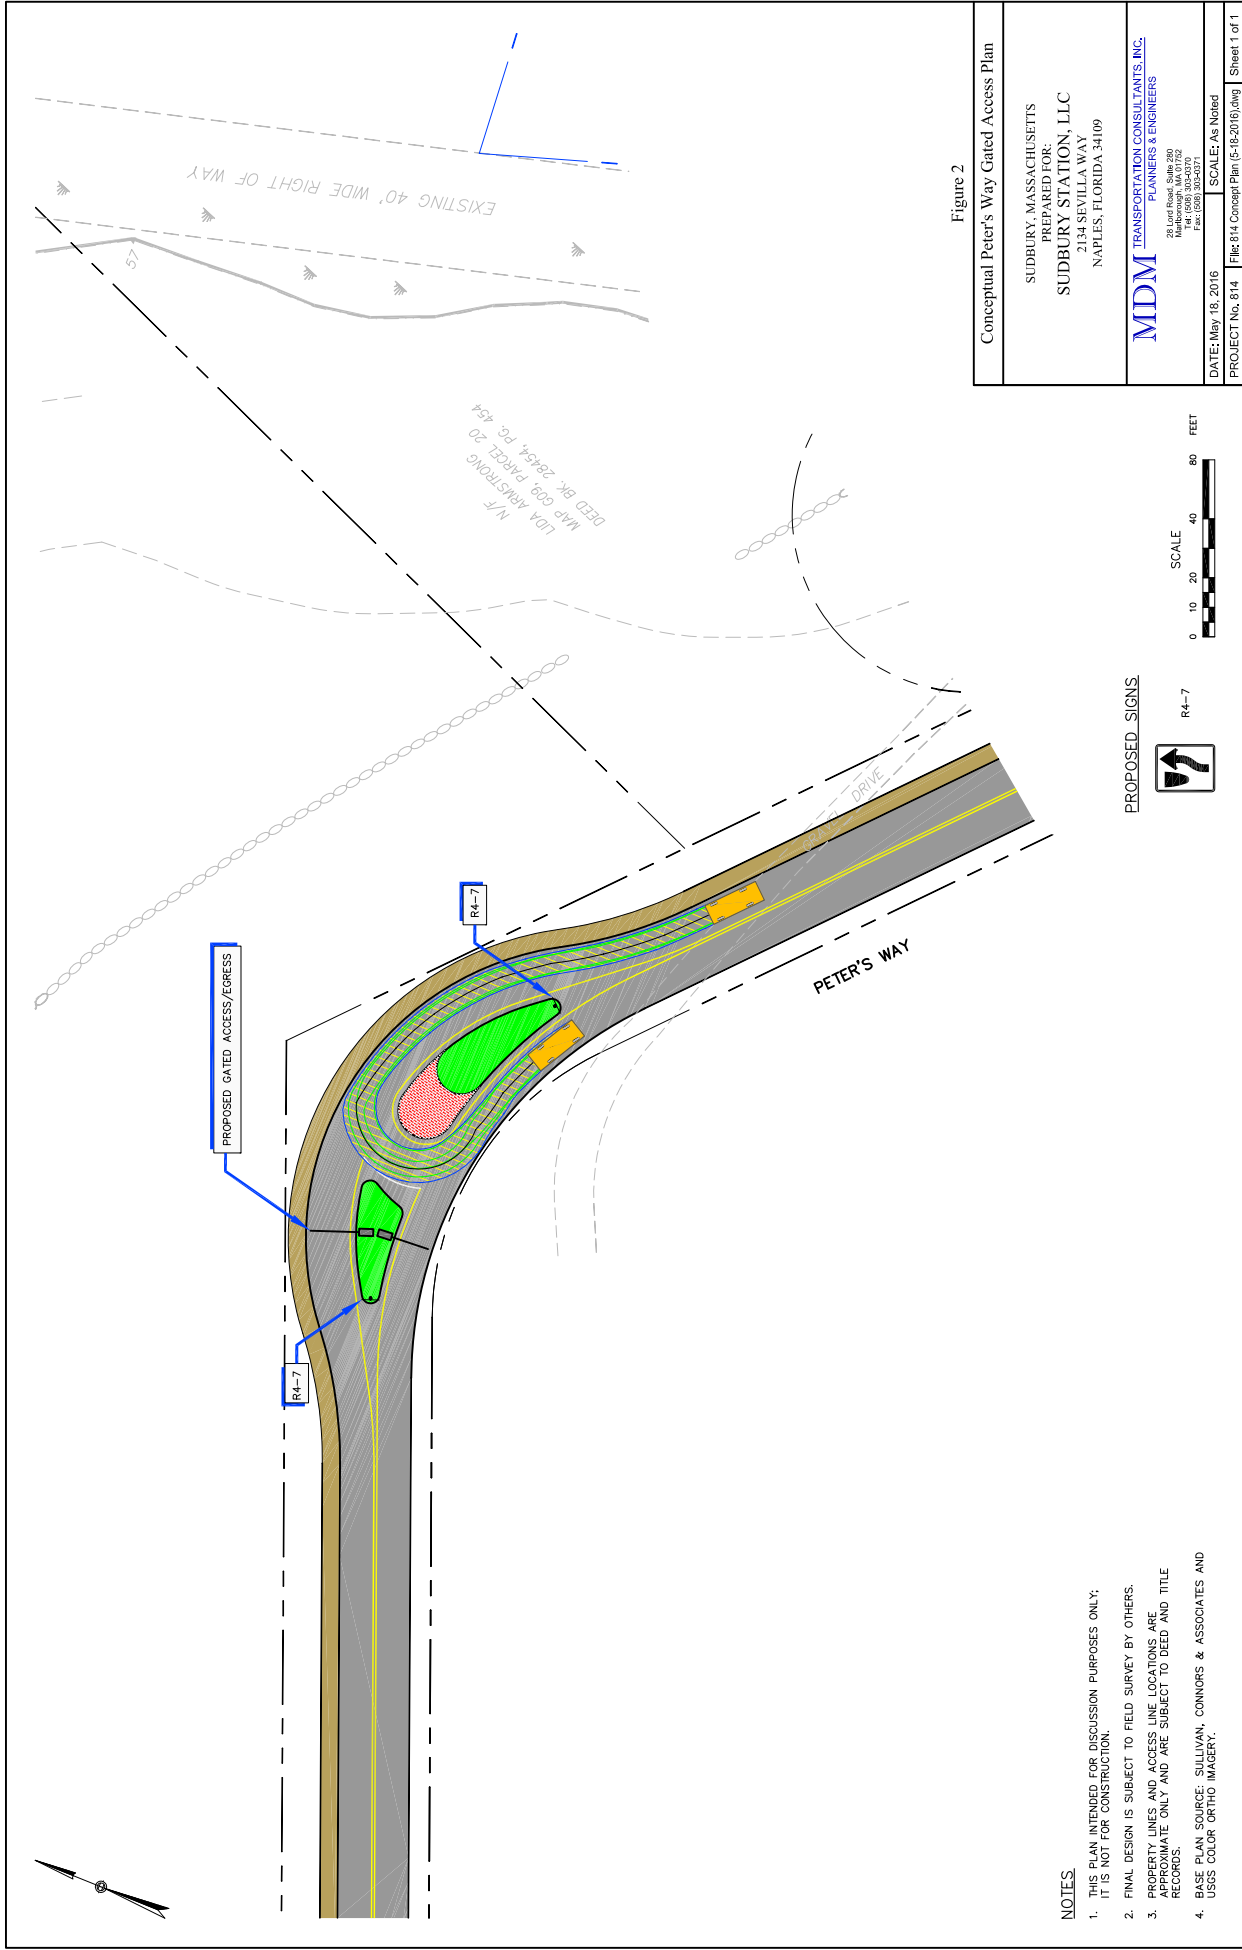 EXISTING 40' WIDE RIGHT OF WAY
57
N/F
LIDA ARMSTRONG
MAP G09, PARCEL 20
DEED BK. 28454, PG. 454
PROPOSED GATED ACCESS/EGRESS
R4-7
R4-7
GRAVEL DRIVE
PETER'S WAY
NOTES
1. THIS PLAN INTENDED FOR DISCUSSION PURPOSES ONLY;
IT IS NOT FOR CONSTRUCTION.
2. FINAL DESIGN IS SUBJECT TO FIELD SURVEY BY OTHERS.
3. PROPERTY LINES AND ACCESS LINE LOCATIONS ARE
APPROXIMATE ONLY AND ARE SUBJECT TO DEED AND TITLE
RECORDS.
4. BASE PLAN SOURCE: SULLIVAN, CONNORS & ASSOCIATES AND
USGS COLOR ORTHO IMAGERY.
PROPOSED SIGNS
R4-7
SCALE
0 10 20 40 80 FEET
Figure 2
Conceptual Peter's Way Gated Access Plan
SUDBURY, MASSACHUSETTS
PREPARED FOR:
SUDBURY STATION, LLC
2134 SEVILLA WAY
NAPLES, FLORIDA 34109
MDM TRANSPORTATION CONSULTANTS, INC.
PLANNERS & ENGINEERS
28 Lord Road, Suite 280
Marlborough, MA 01752
Tel: (508) 303-0370
Fax: (508) 303-0371
DATE: May 18, 2016 SCALE: As Noted
PROJECT No. 814 File: 814 Concept Plan (5-18-2016).dwg Sheet 1 of 1